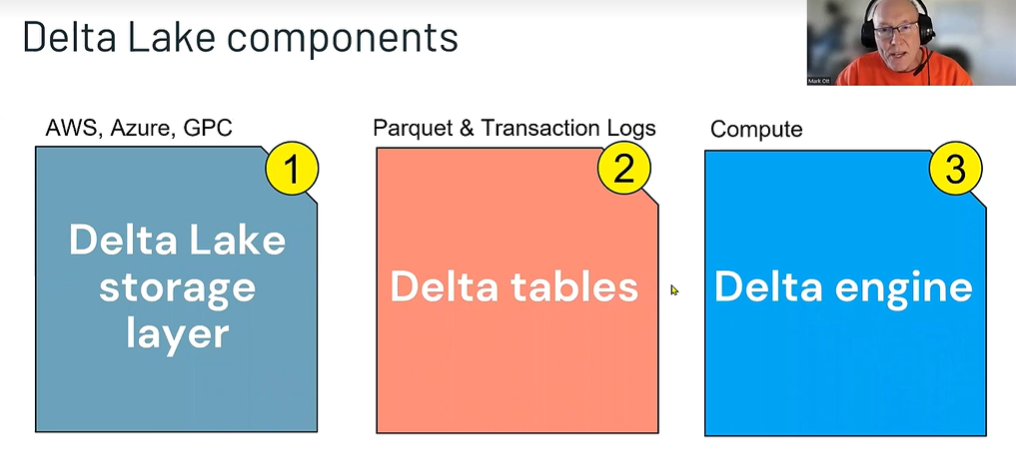 Delta Lake components
Mark Ott
AWS, Azure, GPC
1
Delta Lake
storage
layer
Parquet & Transaction Logs
2
Delta tables
Compute
3
Delta engine